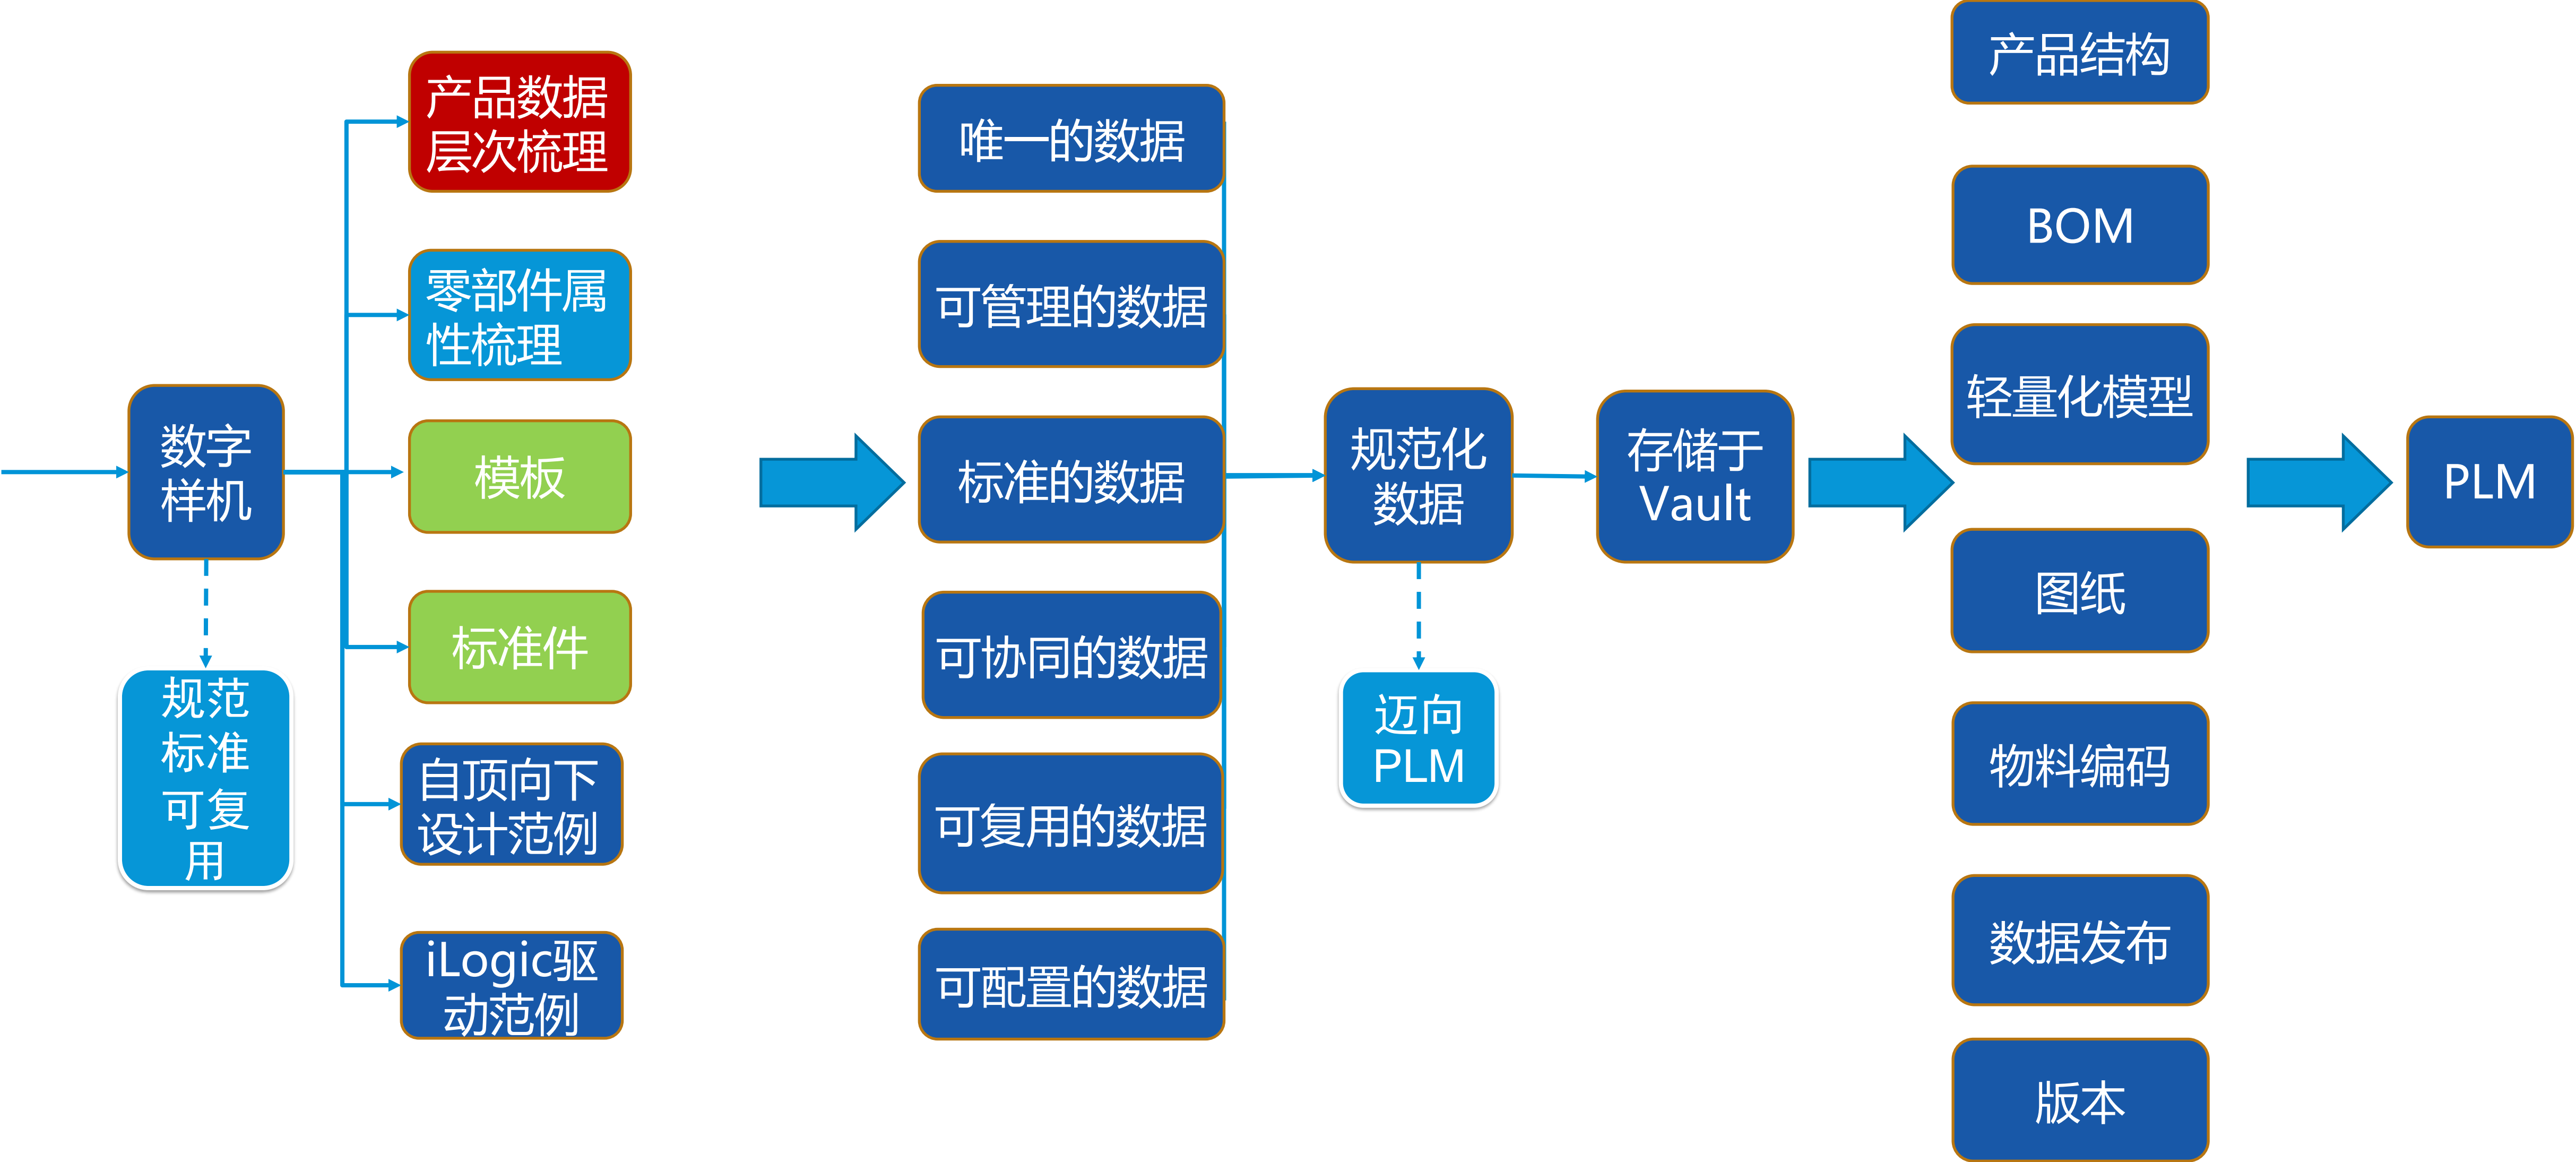 数字
样机
规范
标准
可复
用
产品数据
层次梳理
零部件属
性梳理
模板
标准件
自顶向下
设计范例
iLogic驱
动范例
唯一的数据
可管理的数据
标准的数据
可协同的数据
可复用的数据
可配置的数据
规范化
数据
迈向
PLM
存储于
Vault
产品结构
BOM
轻量化模型
图纸
物料编码
数据发布
版本
PLM